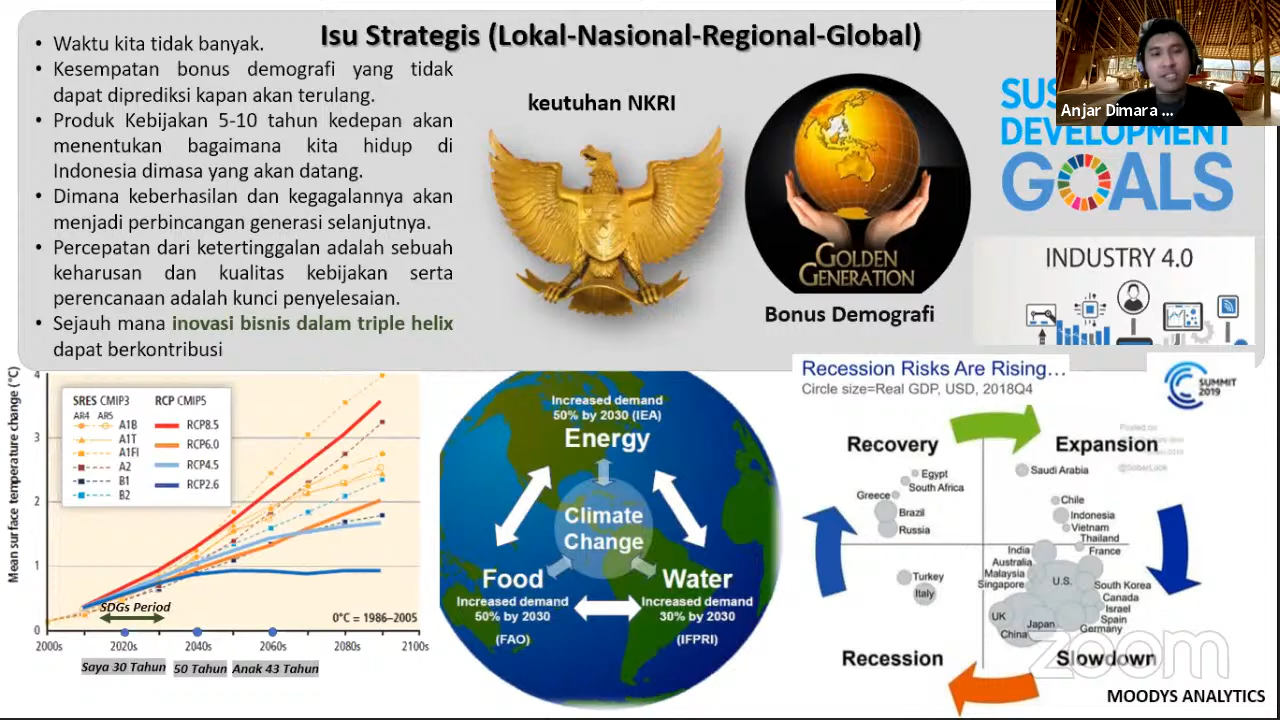 Isu Strategis (Lokal-Nasional-Regional-Global)
• Waktu kita tidak banyak.
• Kesempatan bonus demografi yang tidak
dapat diprediksi kapan akan terulang.
• Produk Kebijakan 5-10 tahun kedepan akan
menentukan bagaimana kita hidup di
Indonesia dimasa yang akan datang.
• Dimana keberhasilan dan kegagalannya akan
menjadi perbincangan generasi selanjutnya.
• Percepatan dari ketertinggalan adalah sebuah
keharusan dan kualitas kebijakan serta
perencanaan adalah kunci penyelesaian.
• Sejauh mana inovasi bisnis dalam triple helix
dapat berkontribusi
keutuhan NKRI
GOLDEN
GENERATION
Bonus Demografi
Anjar Dimara ...
DEVELOPMENT
GOALS
INDUSTRY 4.0
Mean surface temperature change (°C)
4
3
2
1
0
SRES CMIP3
AR4 AR5
A1B
A1T
A1FI
A2
B1
B2
RCP CMIP5
RCP8.5
RCP6.0
RCP4.5
RCP2.6
SDGs Period
0°C = 1986–2005
2000s 2020s 2040s 2060s 2080s 2100s
Saya 30 Tahun 50 Tahun Anak 43 Tahun
Increased demand
50% by 2030 (IEA)
Energy
Climate
Change
Food
Increased demand
50% by 2030
(FAO)
Water
Increased demand
30% by 2030
(IFPRI)
Recession Risks Are Rising…
Circle size=Real GDP, USD, 2018Q4
SUMMIT
2019
Recovery
Expansion
Posted on
@SoberLook
Egypt
South Africa
Greece
Brazil
Russia
Saudi Arabia
Chile
Indonesia
Vietnam
Thailand
France
India
Australia
Malaysia
Singapore
U.S.
South Korea
Canada
Israel
Spain
Germany
UK
Japan
China
Turkey
Italy
Recession
Slowdown
zoom
MOODYS ANALYTICS